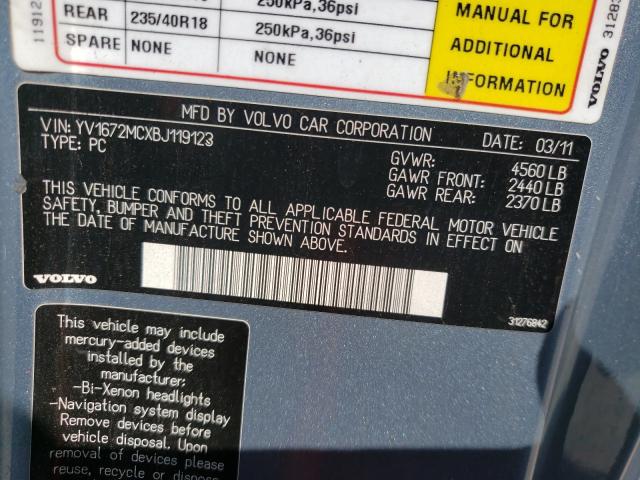 REAR 235/40R18 250kPa,36psi
SPARE NONE NONE
MANUAL FOR
ADDITIONAL
INFORMATION
VOLVO
MFD BY VOLVO CAR CORPORATION
VIN: YV1672MCXBJ119123 DATE: 03/11
TYPE: PC
GVWR: 4560 LB
GAWR FRONT: 2440 LB
GAWR REAR: 2370 LB
THIS VEHICLE CONFORMS TO ALL APPLICABLE FEDERAL MOTOR VEHICLE
SAFETY, BUMPER AND THEFT PREVENTION STANDARDS IN EFFECT ON
THE DATE OF MANUFACTURE SHOWN ABOVE.
VOLVO
31276842
This vehicle may include
mercury-added devices
installed by the
manufacturer:
-Bi-Xenon headlights
-Navigation system display
Remove devices before
vehicle disposal. Upon
removal of devices please
reuse, recycle or dispose